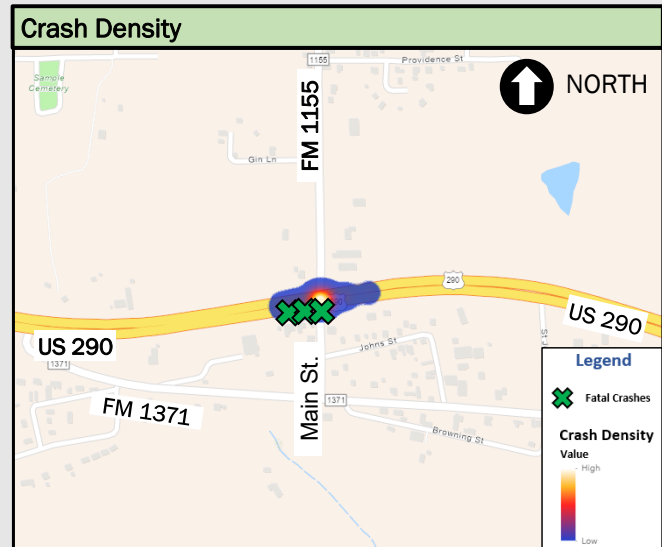 Crash Density
1155
Providence St
Sample
Cemetery
NORTH
FM 1155
Gin Ln
290
US 290
US 290
1371
Johns St
Main St.
FM 1371
1371
Browning St
Legend
Fatal Crashes
Crash Density
Value
High
Low